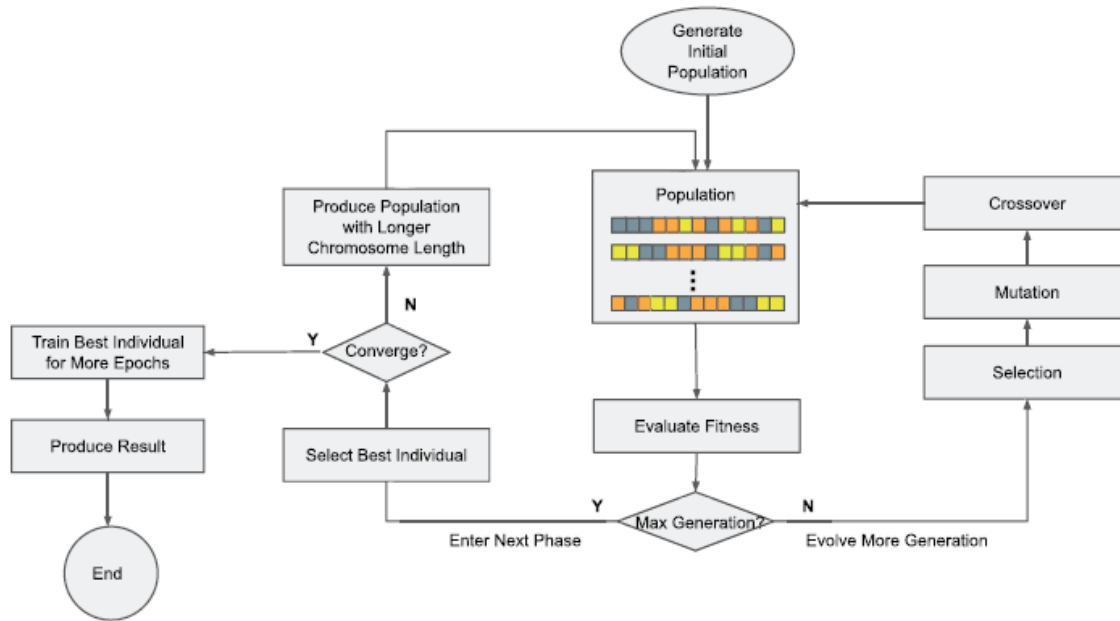 Generate
Initial
Population
Population
Crossover
Produce Population
with Longer
Chromosome Length
Mutation
N
Train Best Individual
for More Epochs
Y
Converge?
Selection
Evaluate Fitness
Produce Result
Select Best Individual
Y
Max Generation?
N
Enter Next Phase
Evolve More Generation
End